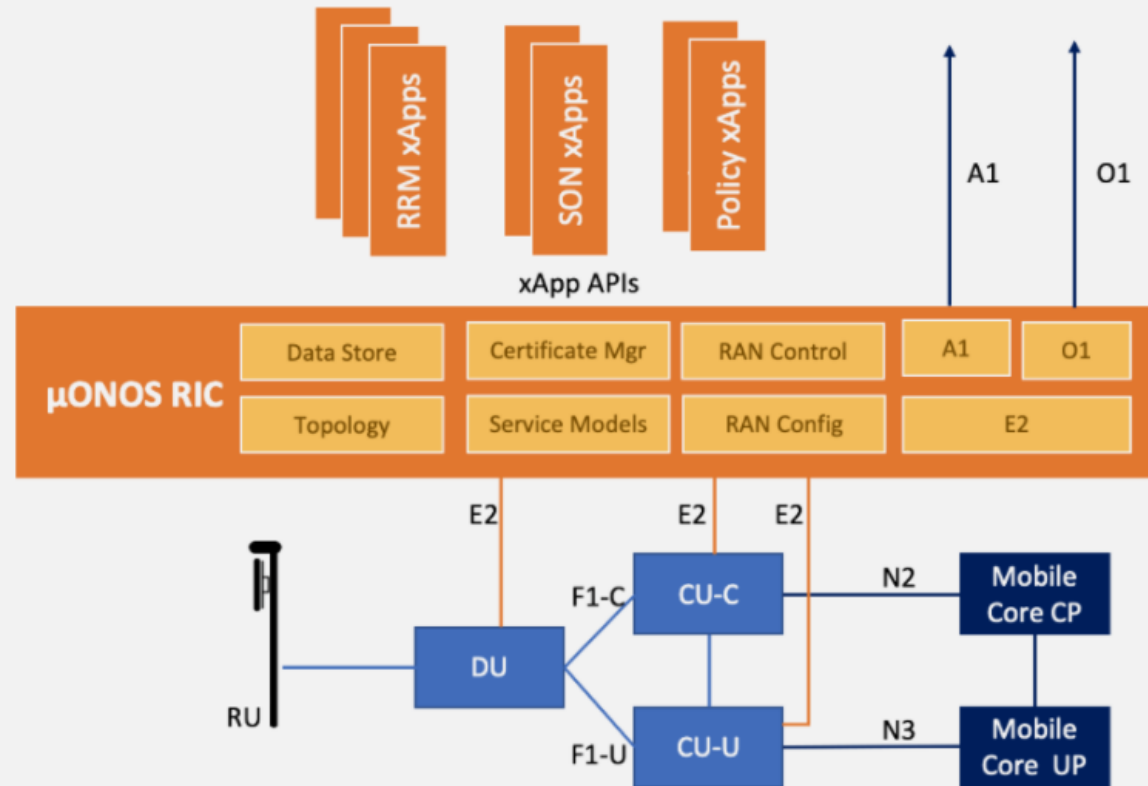 RRM xApps
SON xApps
Policy xApps
A1
O1
xApp APIs
µONOS RIC
Data Store
Certificate Mgr
RAN Control
A1
O1
Topology
Service Models
RAN Config
E2
E2
E2
E2
RU
DU
F1-C
F1-U
CU-C
CU-U
N2
N3
Mobile
Core CP
Mobile
Core UP